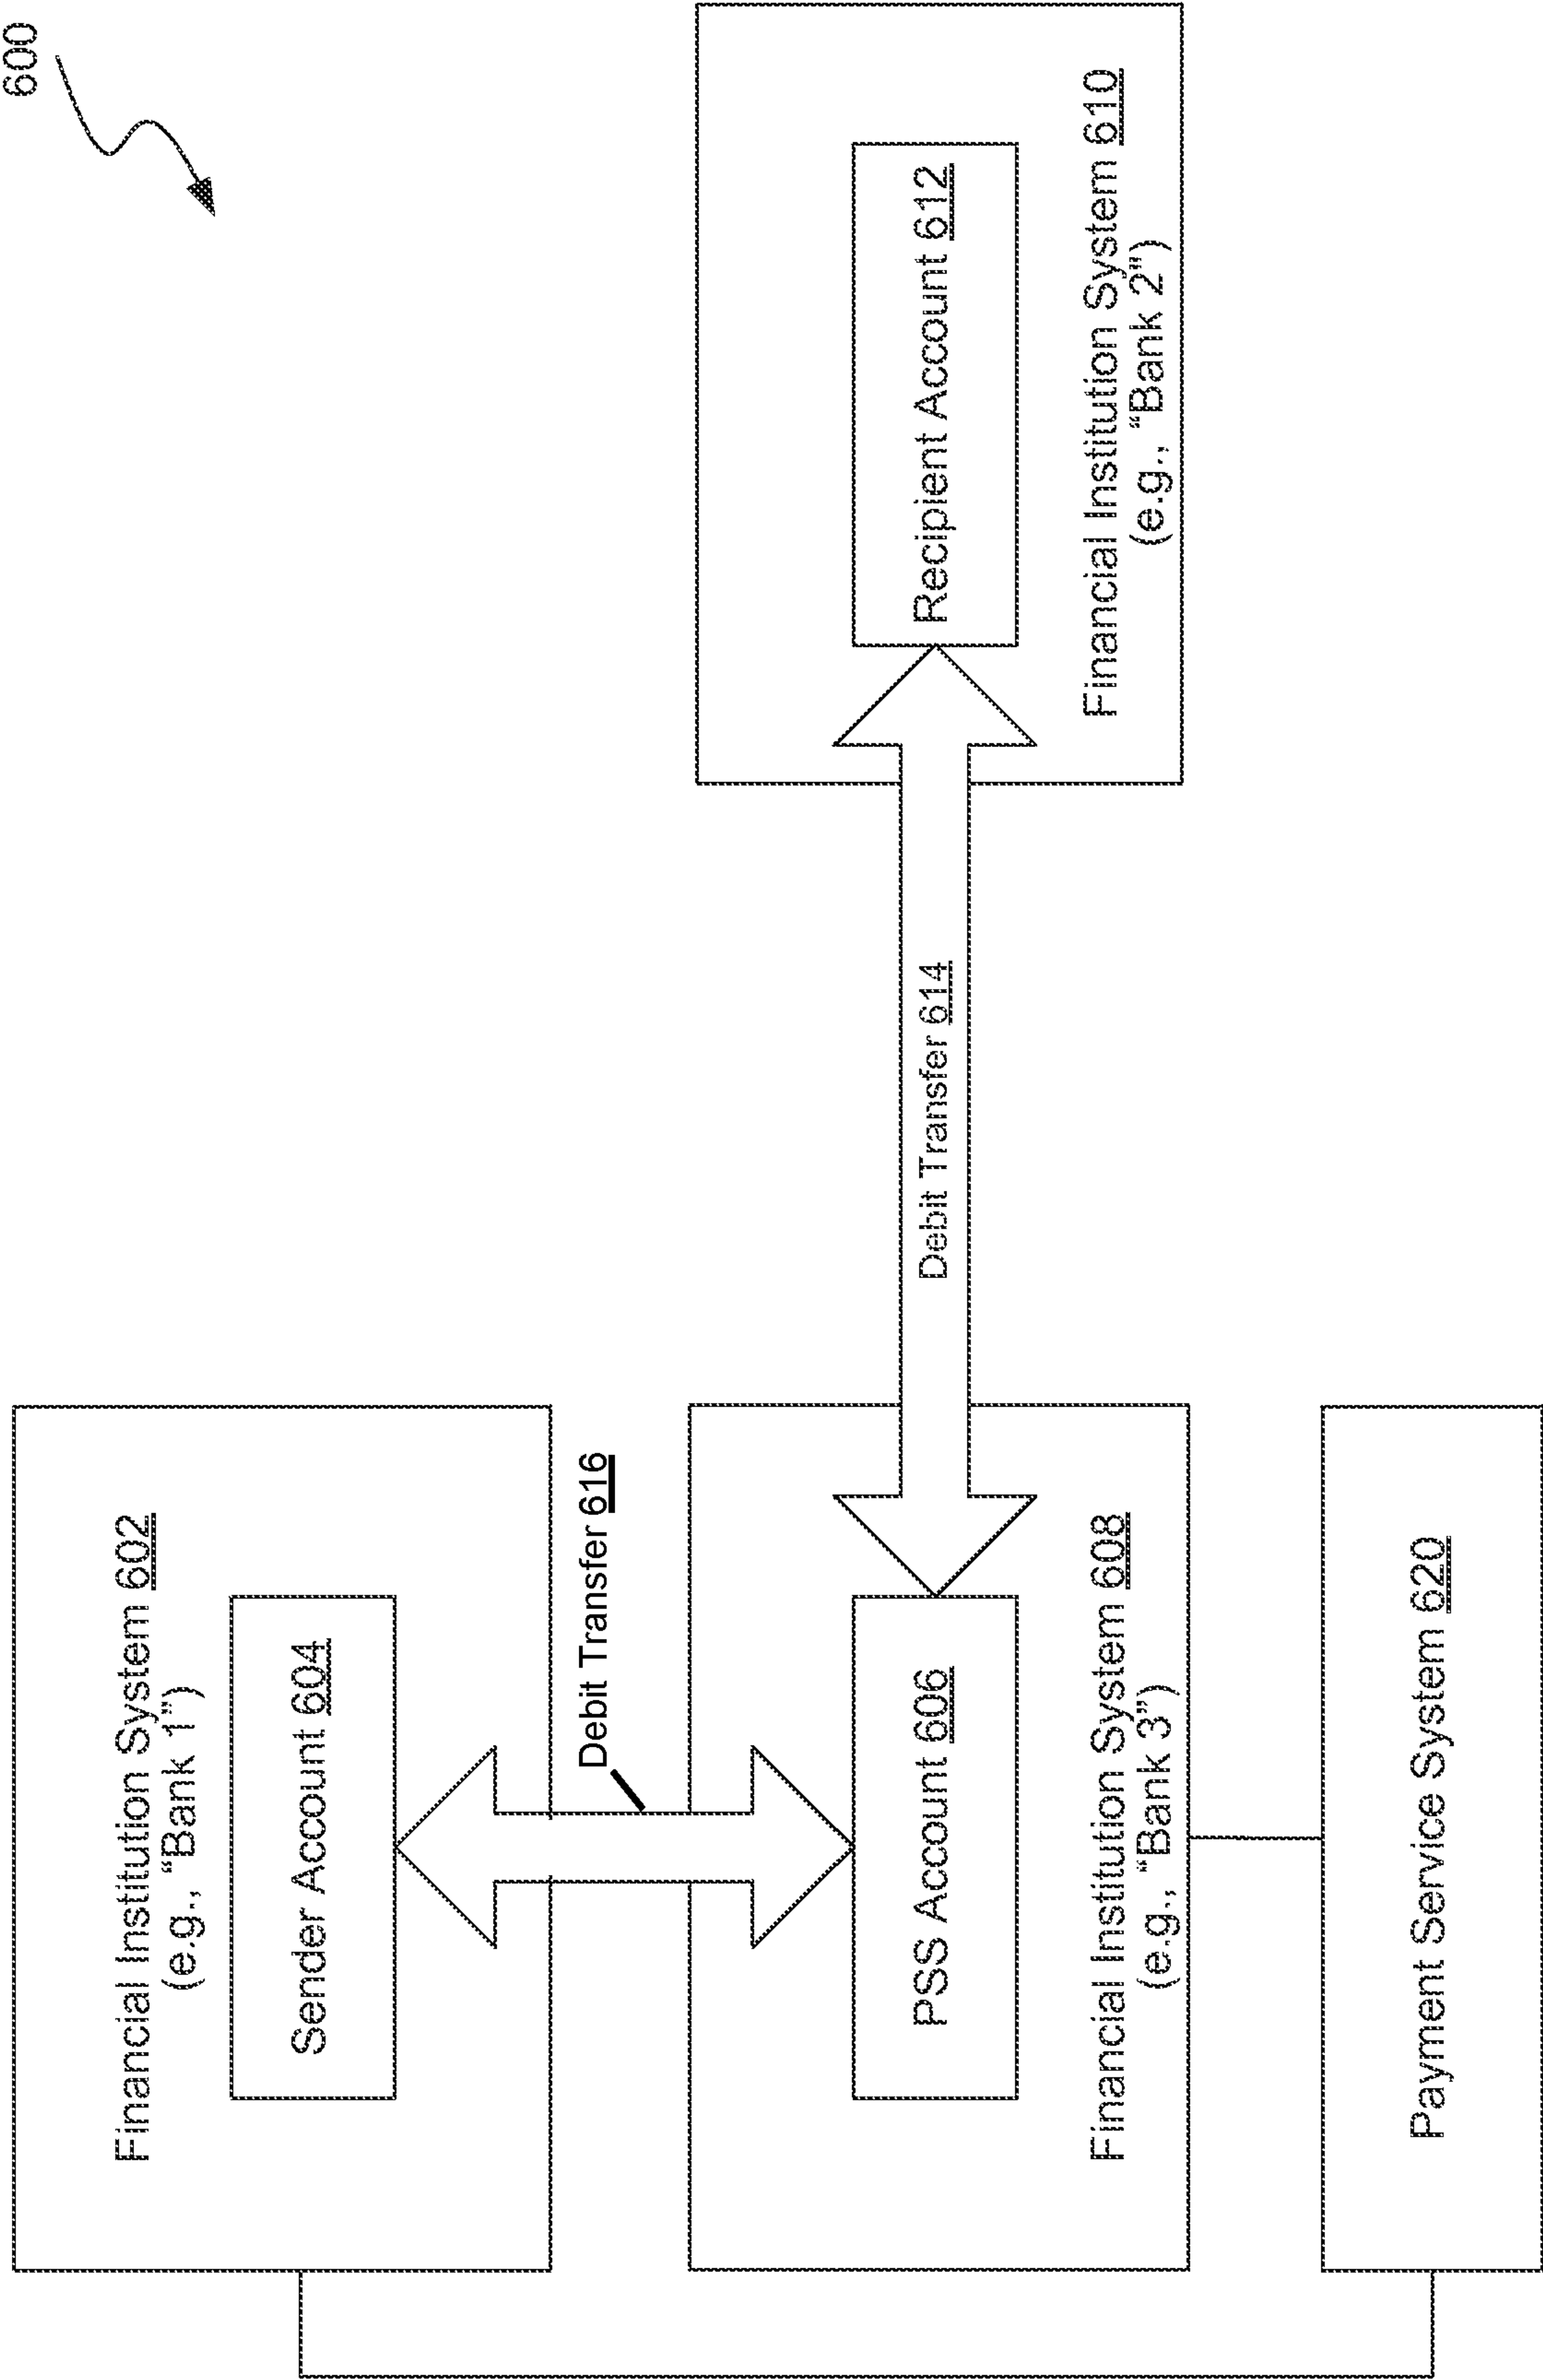 600
Financial Institution System 602
(e.g., “Bank 1”)
Sender Account 604
Debit Transfer 616
PSS Account 606
Financial Institution System 608
(e.g., “Bank 3”)
Debit Transfer 614
Recipient Account 612
Financial Institution System 610
(e.g., “Bank 2”)
Payment Service System 620